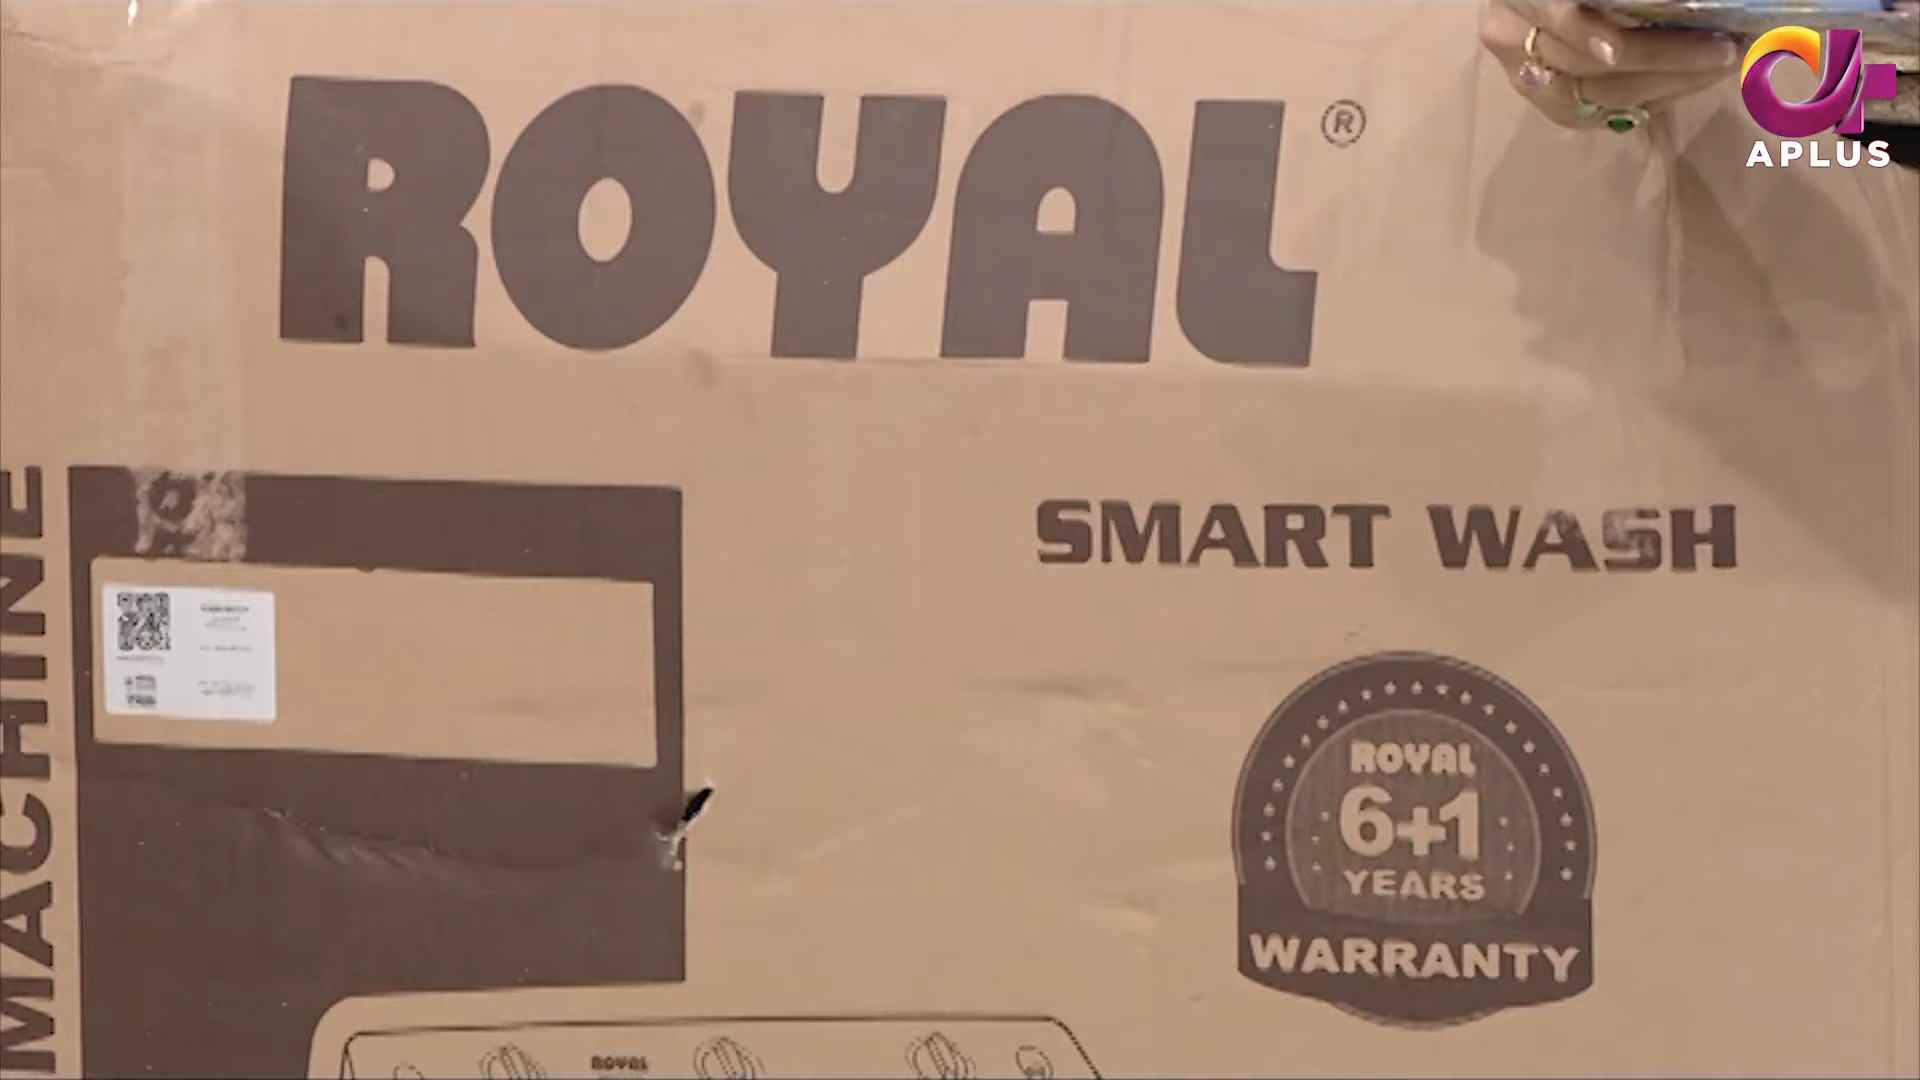 ROYAL
®
APLUS
SMART WASH
MACHINE
ROYAL
6+1
YEARS
WARRANTY
ROYAL